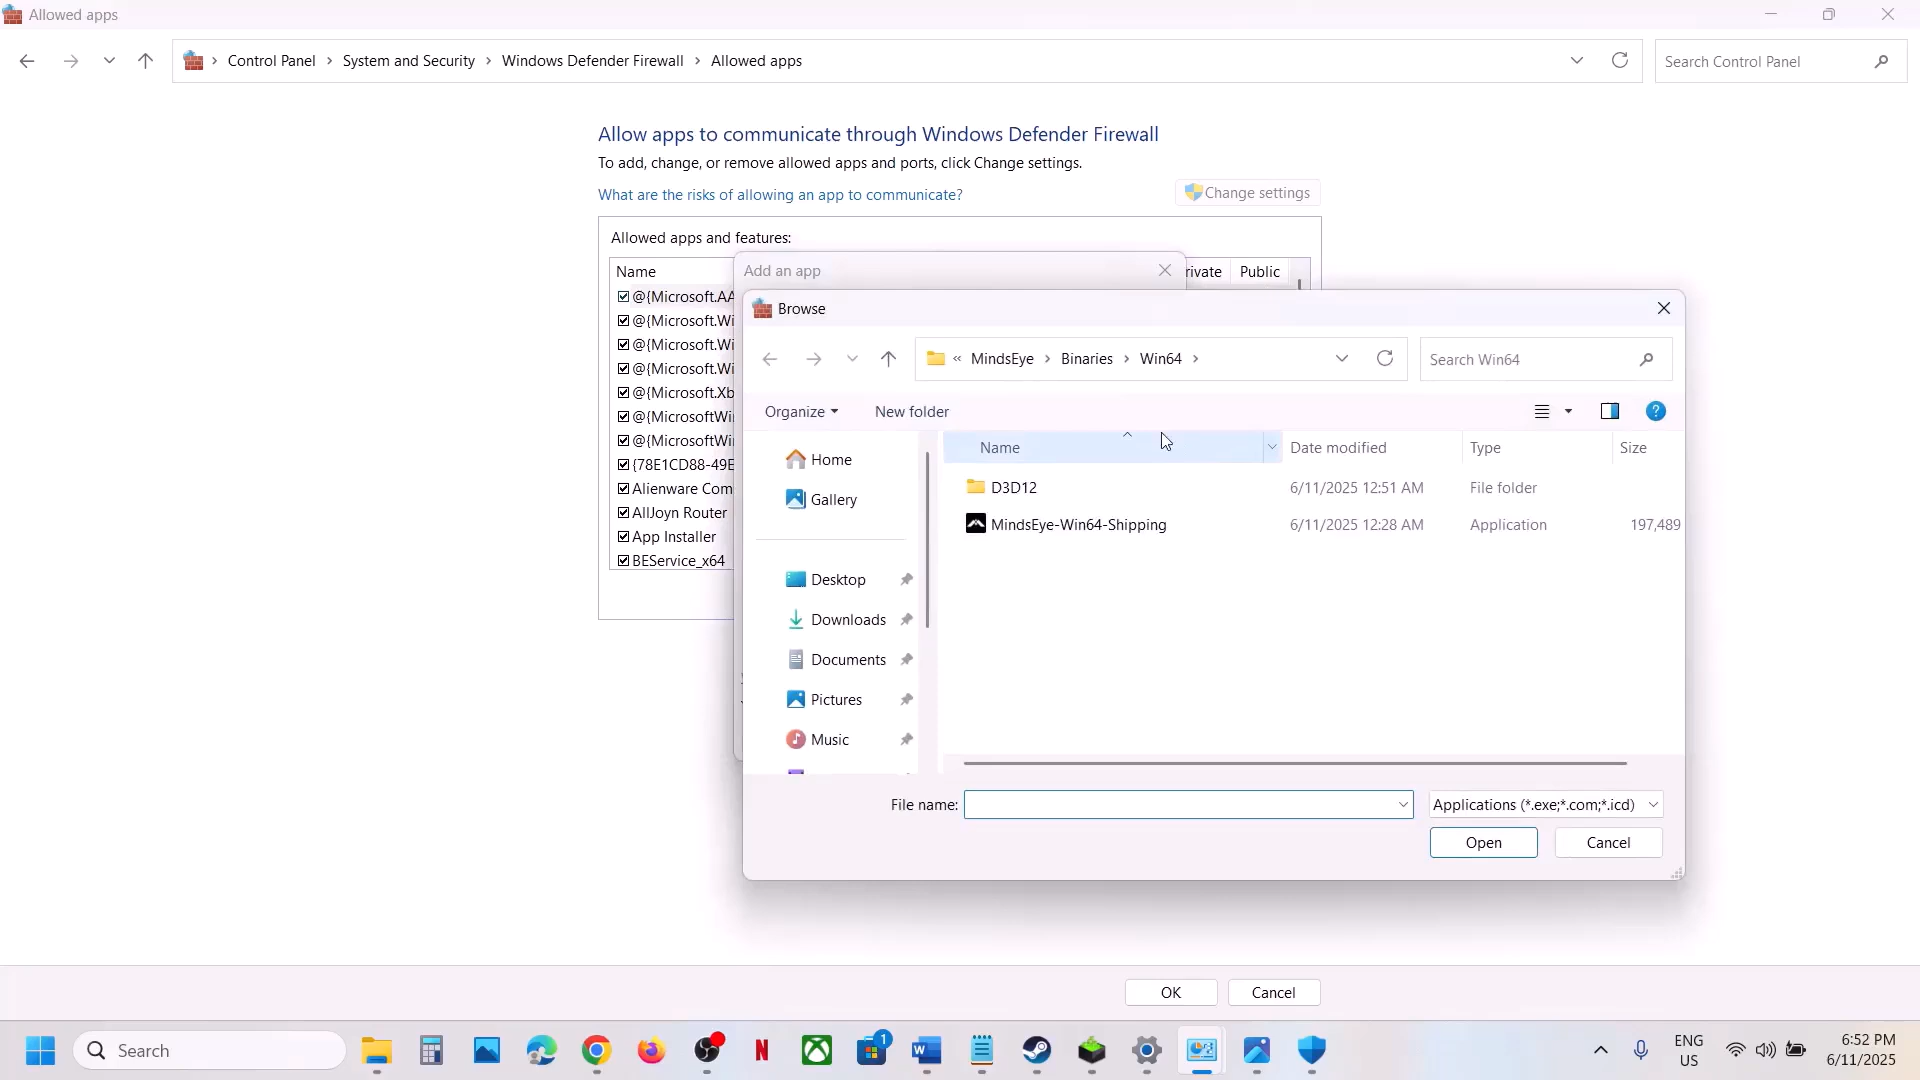 Allowed apps
Control Panel > System and Security > Windows Defender Firewall > Allowed apps
Search Control Panel
Allow apps to communicate through Windows Defender Firewall
To add, change, or remove allowed apps and ports, click Change settings.
What are the risks of allowing an app to communicate?
Change settings
Allowed apps and features:
Name
rivate
Public
@{Microsoft.AA
@{Microsoft.Wi
@{Microsoft.Wi
@{Microsoft.Wi
@{Microsoft.Xb
@{MicrosoftWi
@{MicrosoftWi
{78E1CD88-49E
Alienware Com
AllJoyn Router
App Installer
BEService_x64
Add an app
Browse
« MindsEye > Binaries > Win64 >
Search Win64
Organize
New folder
Home
Gallery
Desktop
Downloads
Documents
Pictures
Music
Name
Date modified
Type
Size
D3D12
6/11/2025 12:51 AM
File folder
MindsEye-Win64-Shipping
6/11/2025 12:28 AM
Application
197,489
File name:
Applications (*.exe;*.com;*.icd)
Open
Cancel
OK
Cancel
Search
1
ENG
US
6:52 PM
6/11/2025